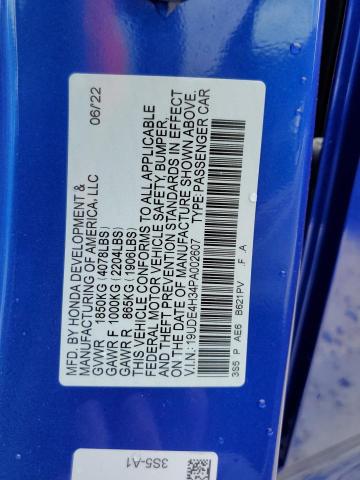 MFD. BY HONDA DEVELOPMENT &
MANUFACTURING OF AMERICA, LLC 06/22
GVWR 1850KG (4078LBS)
GAWR F 1000KG (2204LBS)
GAWR R 865KG (1906LBS)
THIS VEHICLE CONFORMS TO ALL APPLICABLE
FEDERAL MOTOR VEHICLE SAFETY, BUMPER,
AND THEFT PREVENTION STANDARDS IN EFFECT
ON THE DATE OF MANUFACTURE SHOWN ABOVE.
V.I.N.: 19UDE4H34PA002607 TYPE: PASSENGER CAR
3S5 P AE6 B621PV .F .A
3S5-A1